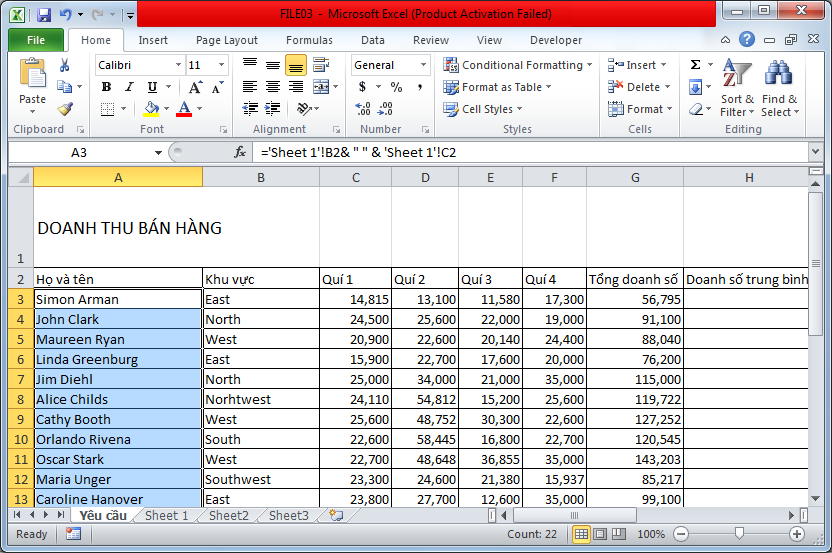 FILE03 - Microsoft Excel (Product Activation Failed)
File Home Insert Page Layout Formulas Data Review View Developer
Paste
Clipboard
Calibri 11
B I U A A
A
Font
Alignment
General
$ % ,
Number
Conditional Formatting
Format as Table
Cell Styles
Styles
Insert
Delete
Format
Cells
Σ
Sort & Filter
Find & Select
Editing
A3 fx ='Sheet 1'!B2& " " & 'Sheet 1'!C2
A B C D E F G H
1 DOANH THU BÁN HÀNG
2 Họ và tên Khu vực Quí 1 Quí 2 Quí 3 Quí 4 Tổng doanh số Doanh số trung bình
3 Simon Arman East 14,815 13,100 11,580 17,300 56,795
4 John Clark North 24,500 25,600 22,000 19,000 91,100
5 Maureen Ryan West 20,900 22,600 20,140 24,400 88,040
6 Linda Greenburg East 15,900 22,700 17,600 20,000 76,200
7 Jim Diehl North 25,000 34,000 21,000 35,000 115,000
8 Alice Childs Norhtwest 24,110 54,812 15,200 25,600 119,722
9 Cathy Booth West 25,600 48,752 30,300 22,600 127,252
10 Orlando Rivena South 22,600 58,445 16,800 22,700 120,545
11 Oscar Stark West 22,700 48,648 36,855 35,000 143,203
12 Maria Unger Southwest 23,300 24,600 21,380 15,937 85,217
13 Caroline Hanover East 23,800 27,700 12,600 35,000 99,100
Yêu cầu Sheet 1 Sheet2 Sheet3
Ready Count: 22 100%